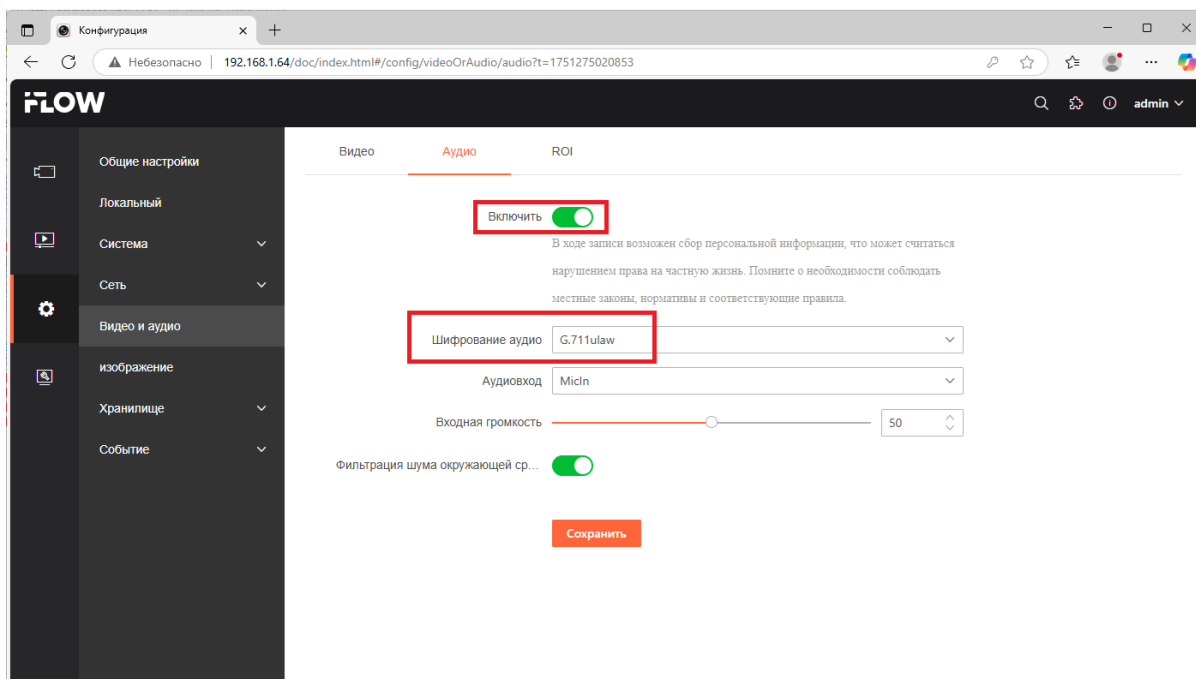 Конфигурация
Небезопасно | 192.168.1.64/doc/index.html#/config/videoOrAudio/audio?t=1751275020853
FLOW
admin
Общие настройки
Локальный
Система
Сеть
Видео и аудио
изображение
Хранилище
Событие
Видео Аудио ROI
Включить
В ходе записи возможен сбор персональной информации, что может считаться
нарушением права на частную жизнь. Помните о необходимости соблюдать
местные законы, нормативы и соответствующие правила.
Шифрование аудио G.711ulaw
Аудиовход MicIn
Входная громкость 50
Фильтрация шума окружающей ср...
Сохранить